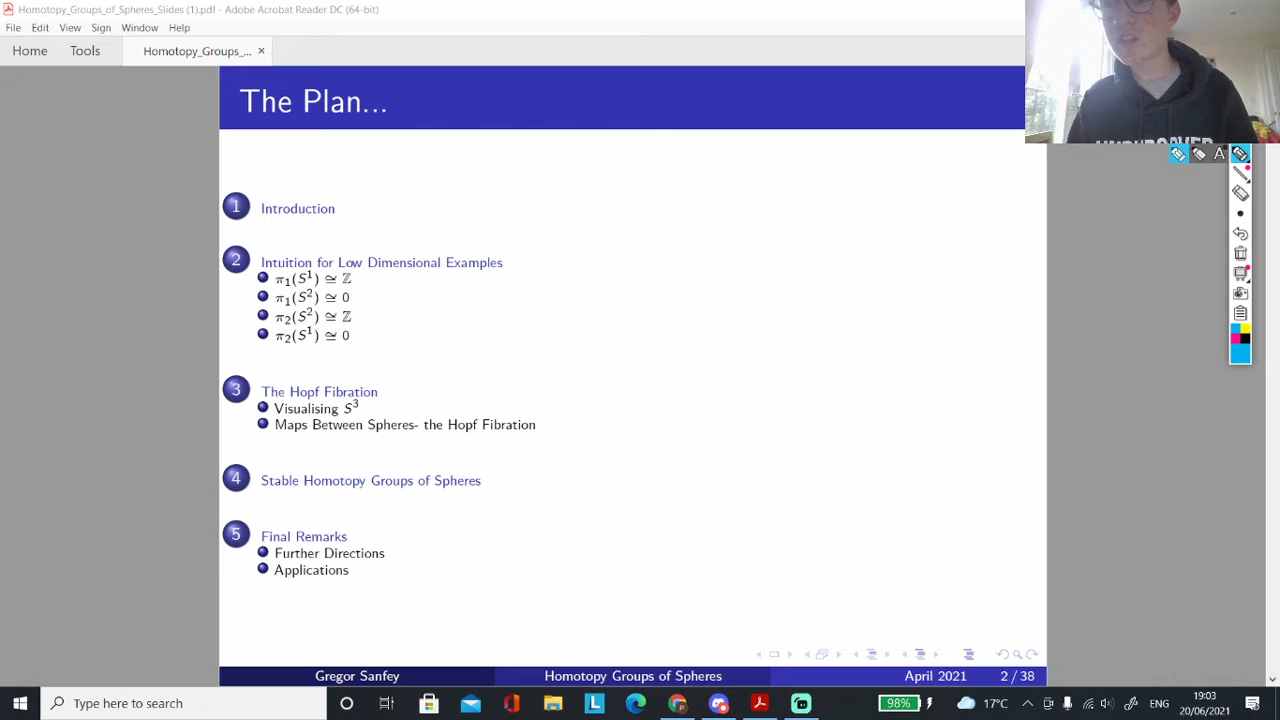 Homotopy_Groups_of_Spheres_Slides (1).pdf - Adobe Acrobat Reader DC (64-bit)
File Edit View Sign Window Help
Home Tools Homotopy_Groups_... ×
The Plan...
1 Introduction
2 Intuition for Low Dimensional Examples
π₁(S¹) ≅ ℤ
π₁(S²) ≅ 0
π₂(S²) ≅ ℤ
π₂(S¹) ≅ 0
3 The Hopf Fibration
Visualising S³
Maps Between Spheres- the Hopf Fibration
4 Stable Homotopy Groups of Spheres
5 Final Remarks
Further Directions
Applications
Gregor Sanfey Homotopy Groups of Spheres April 2021 2 / 38
A
Type here to search
L
98% 17°C ENG 19:03
20/06/2021